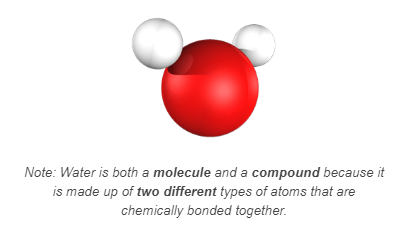 Note: Water is both a molecule and a compound because it
is made up of two different types of atoms that are
chemically bonded together.